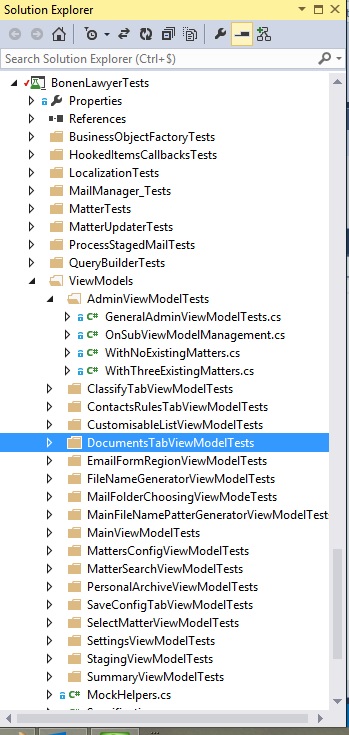 Solution Explorer
Search Solution Explorer (Ctrl+$)
BonenLawyerTests
Properties
References
BusinessObjectFactoryTests
HookedItemsCallbacksTests
LocalizationTests
MailManager_Tests
MatterTests
MatterUpdaterTests
ProcessStagedMailTests
QueryBuilderTests
ViewModels
AdminViewModelTests
C# GeneralAdminViewModelTests.cs
C# OnSubViewModelManagement.cs
C# WithNoExistingMatters.cs
C# WithThreeExistingMatters.cs
ClassifyTabViewModelTests
ContactsRulesTabViewModelTests
CustomisableListViewModelTests
DocumentsTabViewModelTests
EmailFormRegionViewModelTests
FileNameGeneratorViewModelTests
MailFolderChoosingViewModeTests
MainFileNamePatterGeneratorViewModelTest
MainViewModelTests
MattersConfigViewModelTests
MatterSearchViewModelTests
PersonalArchiveViewModelTests
SaveConfigTabViewModelTests
SelectMatterViewModelTests
SettingsViewModelTests
StagingViewModelTests
SummaryViewModelTests
C# MockHelpers.cs